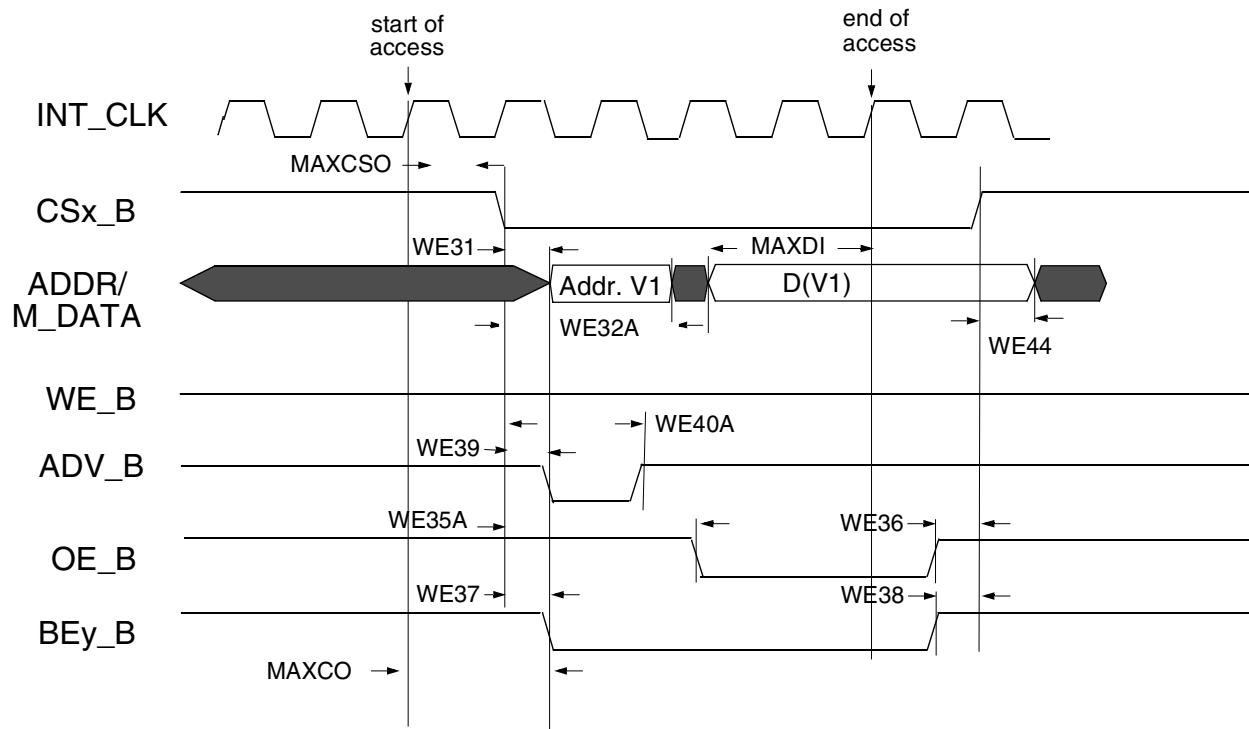 start of
access
end of
access
INT_CLK
MAXCSO
CSx_B
WE31
MAXDI
ADDR/
M_DATA
Addr. V1
D(V1)
WE32A
WE44
WE_B
WE40A
WE39
ADV_B
WE35A
WE36
OE_B
WE37
WE38
BEy_B
MAXCO